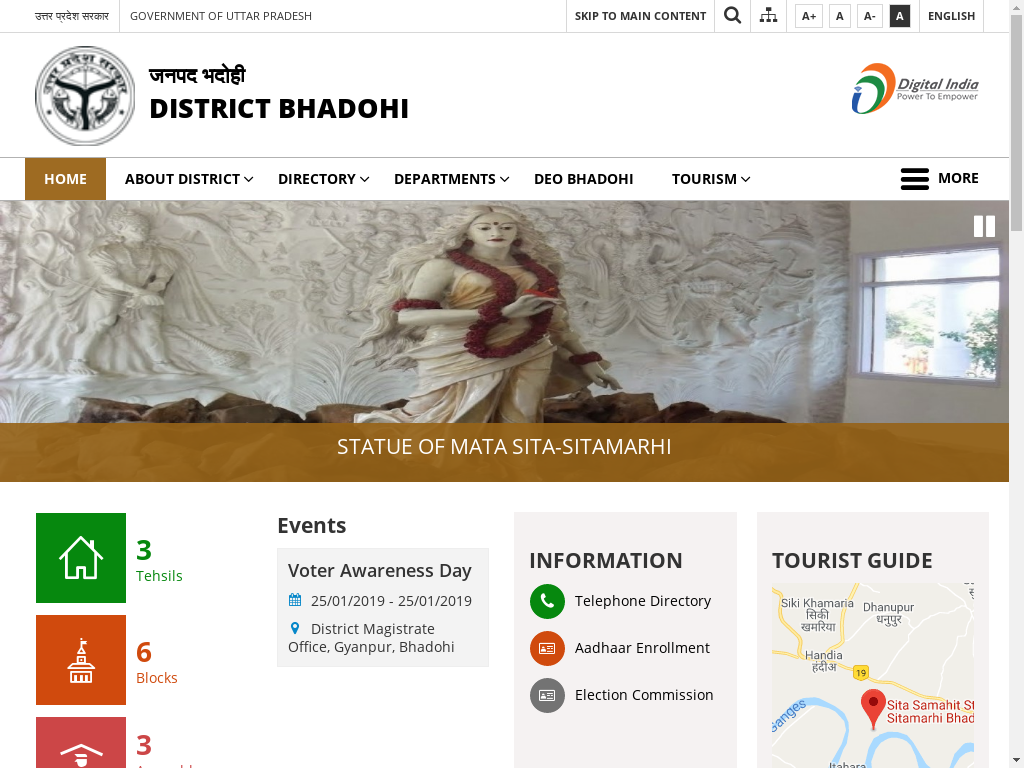 उत्तर प्रदेश सरकार
GOVERNMENT OF UTTAR PRADESH
SKIP TO MAIN CONTENT
A+
A
A-
A
ENGLISH
जनपद भदोही
DISTRICT BHADOHI
Digital India
Power To Empower
HOME
ABOUT DISTRICT
DIRECTORY
DEPARTMENTS
DEO BHADOHI
TOURISM
MORE
STATUE OF MATA SITA-SITAMARHI
3
Tehsils
6
Blocks
3
Events
Voter Awareness Day
25/01/2019 - 25/01/2019
District Magistrate
Office, Gyanpur, Bhadohi
INFORMATION
Telephone Directory
Aadhaar Enrollment
Election Commission
TOURIST GUIDE
Siki Khamaria
सिकी
खमरिया
Dhanupur
धनुपुर
Handia
हंदीअ
19
Sita Samahit St
Sitamarhi Bhad
Ganges
Itahara